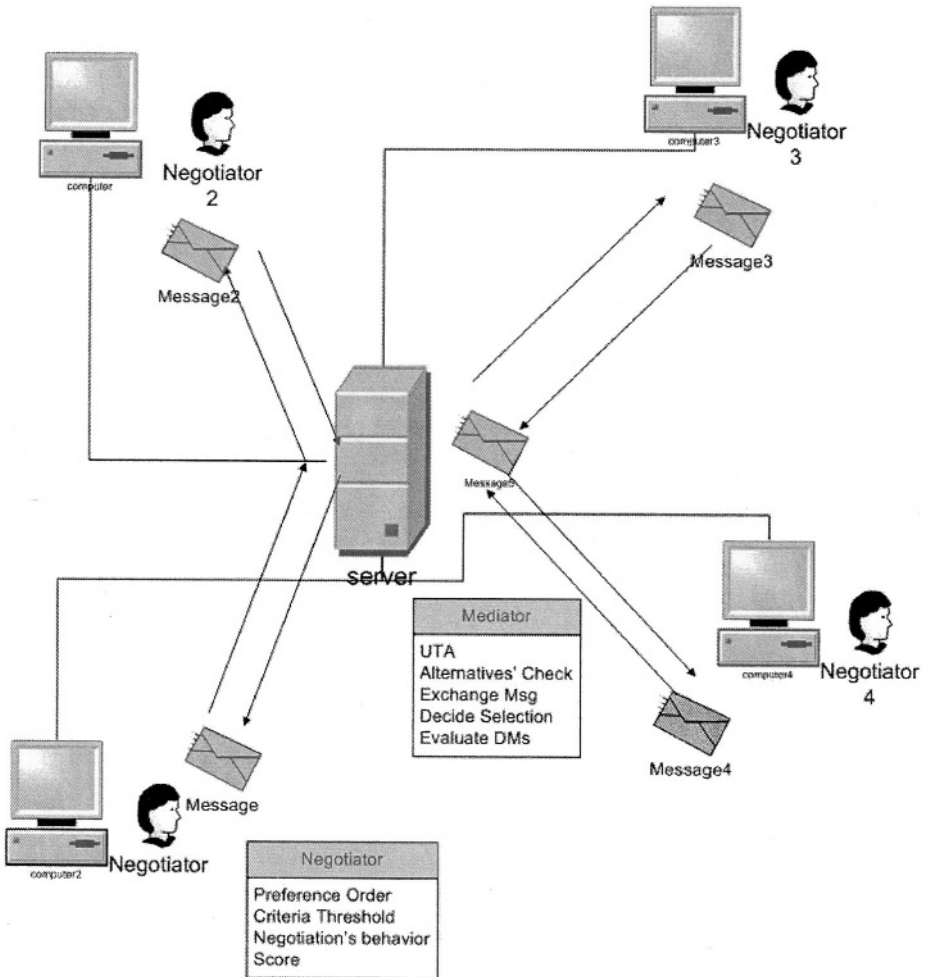 computer
Negotiator
2
Message2
computer3
Negotiator
3
Message3
Message5
server
Mediator
UTA
Alternatives' Check
Exchange Msg
Decide Selection
Evaluate DMs
computer4
Negotiator
4
Message4
Message
computer2
Negotiator
Negotiator
Preference Order
Criteria Threshold
Negotiation's behavior
Score